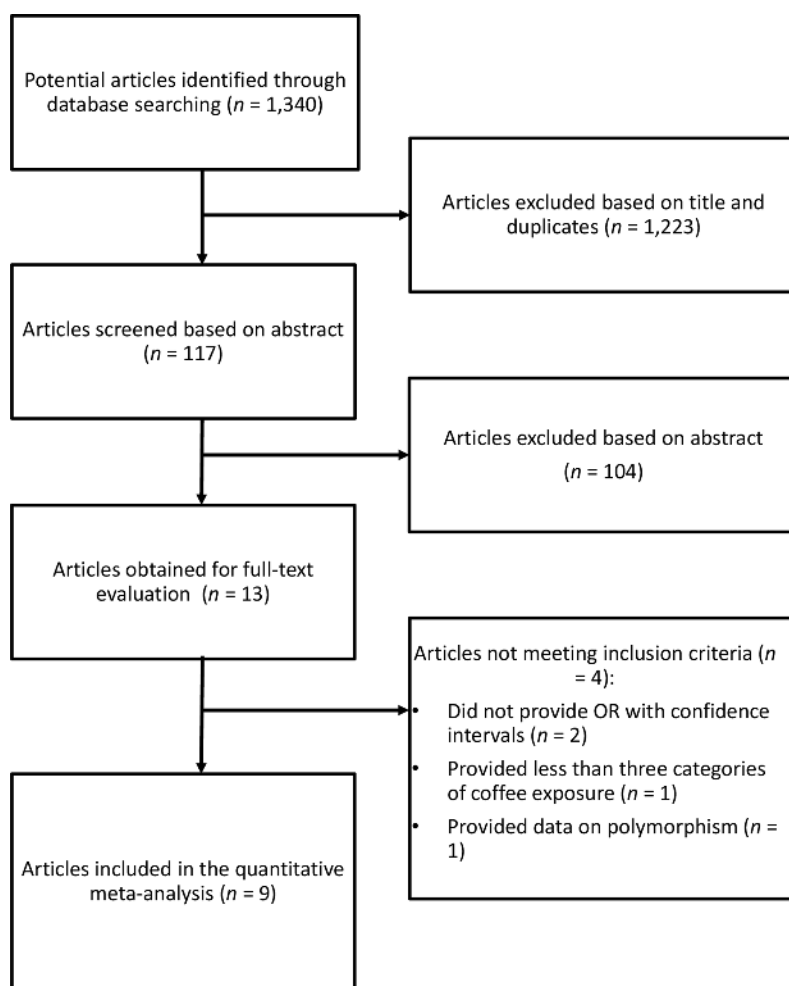 Potential articles identified through
database searching (n = 1,340)
Articles excluded based on title and
duplicates (n = 1,223)
Articles screened based on abstract
(n = 117)
Articles excluded based on abstract
(n = 104)
Articles obtained for full-text
evaluation (n = 13)
Articles not meeting inclusion criteria (n
= 4):
• Did not provide OR with confidence
intervals (n = 2)
• Provided less than three categories
of coffee exposure (n = 1)
• Provided data on polymorphism (n =
1)
Articles included in the quantitative
meta-analysis (n = 9)